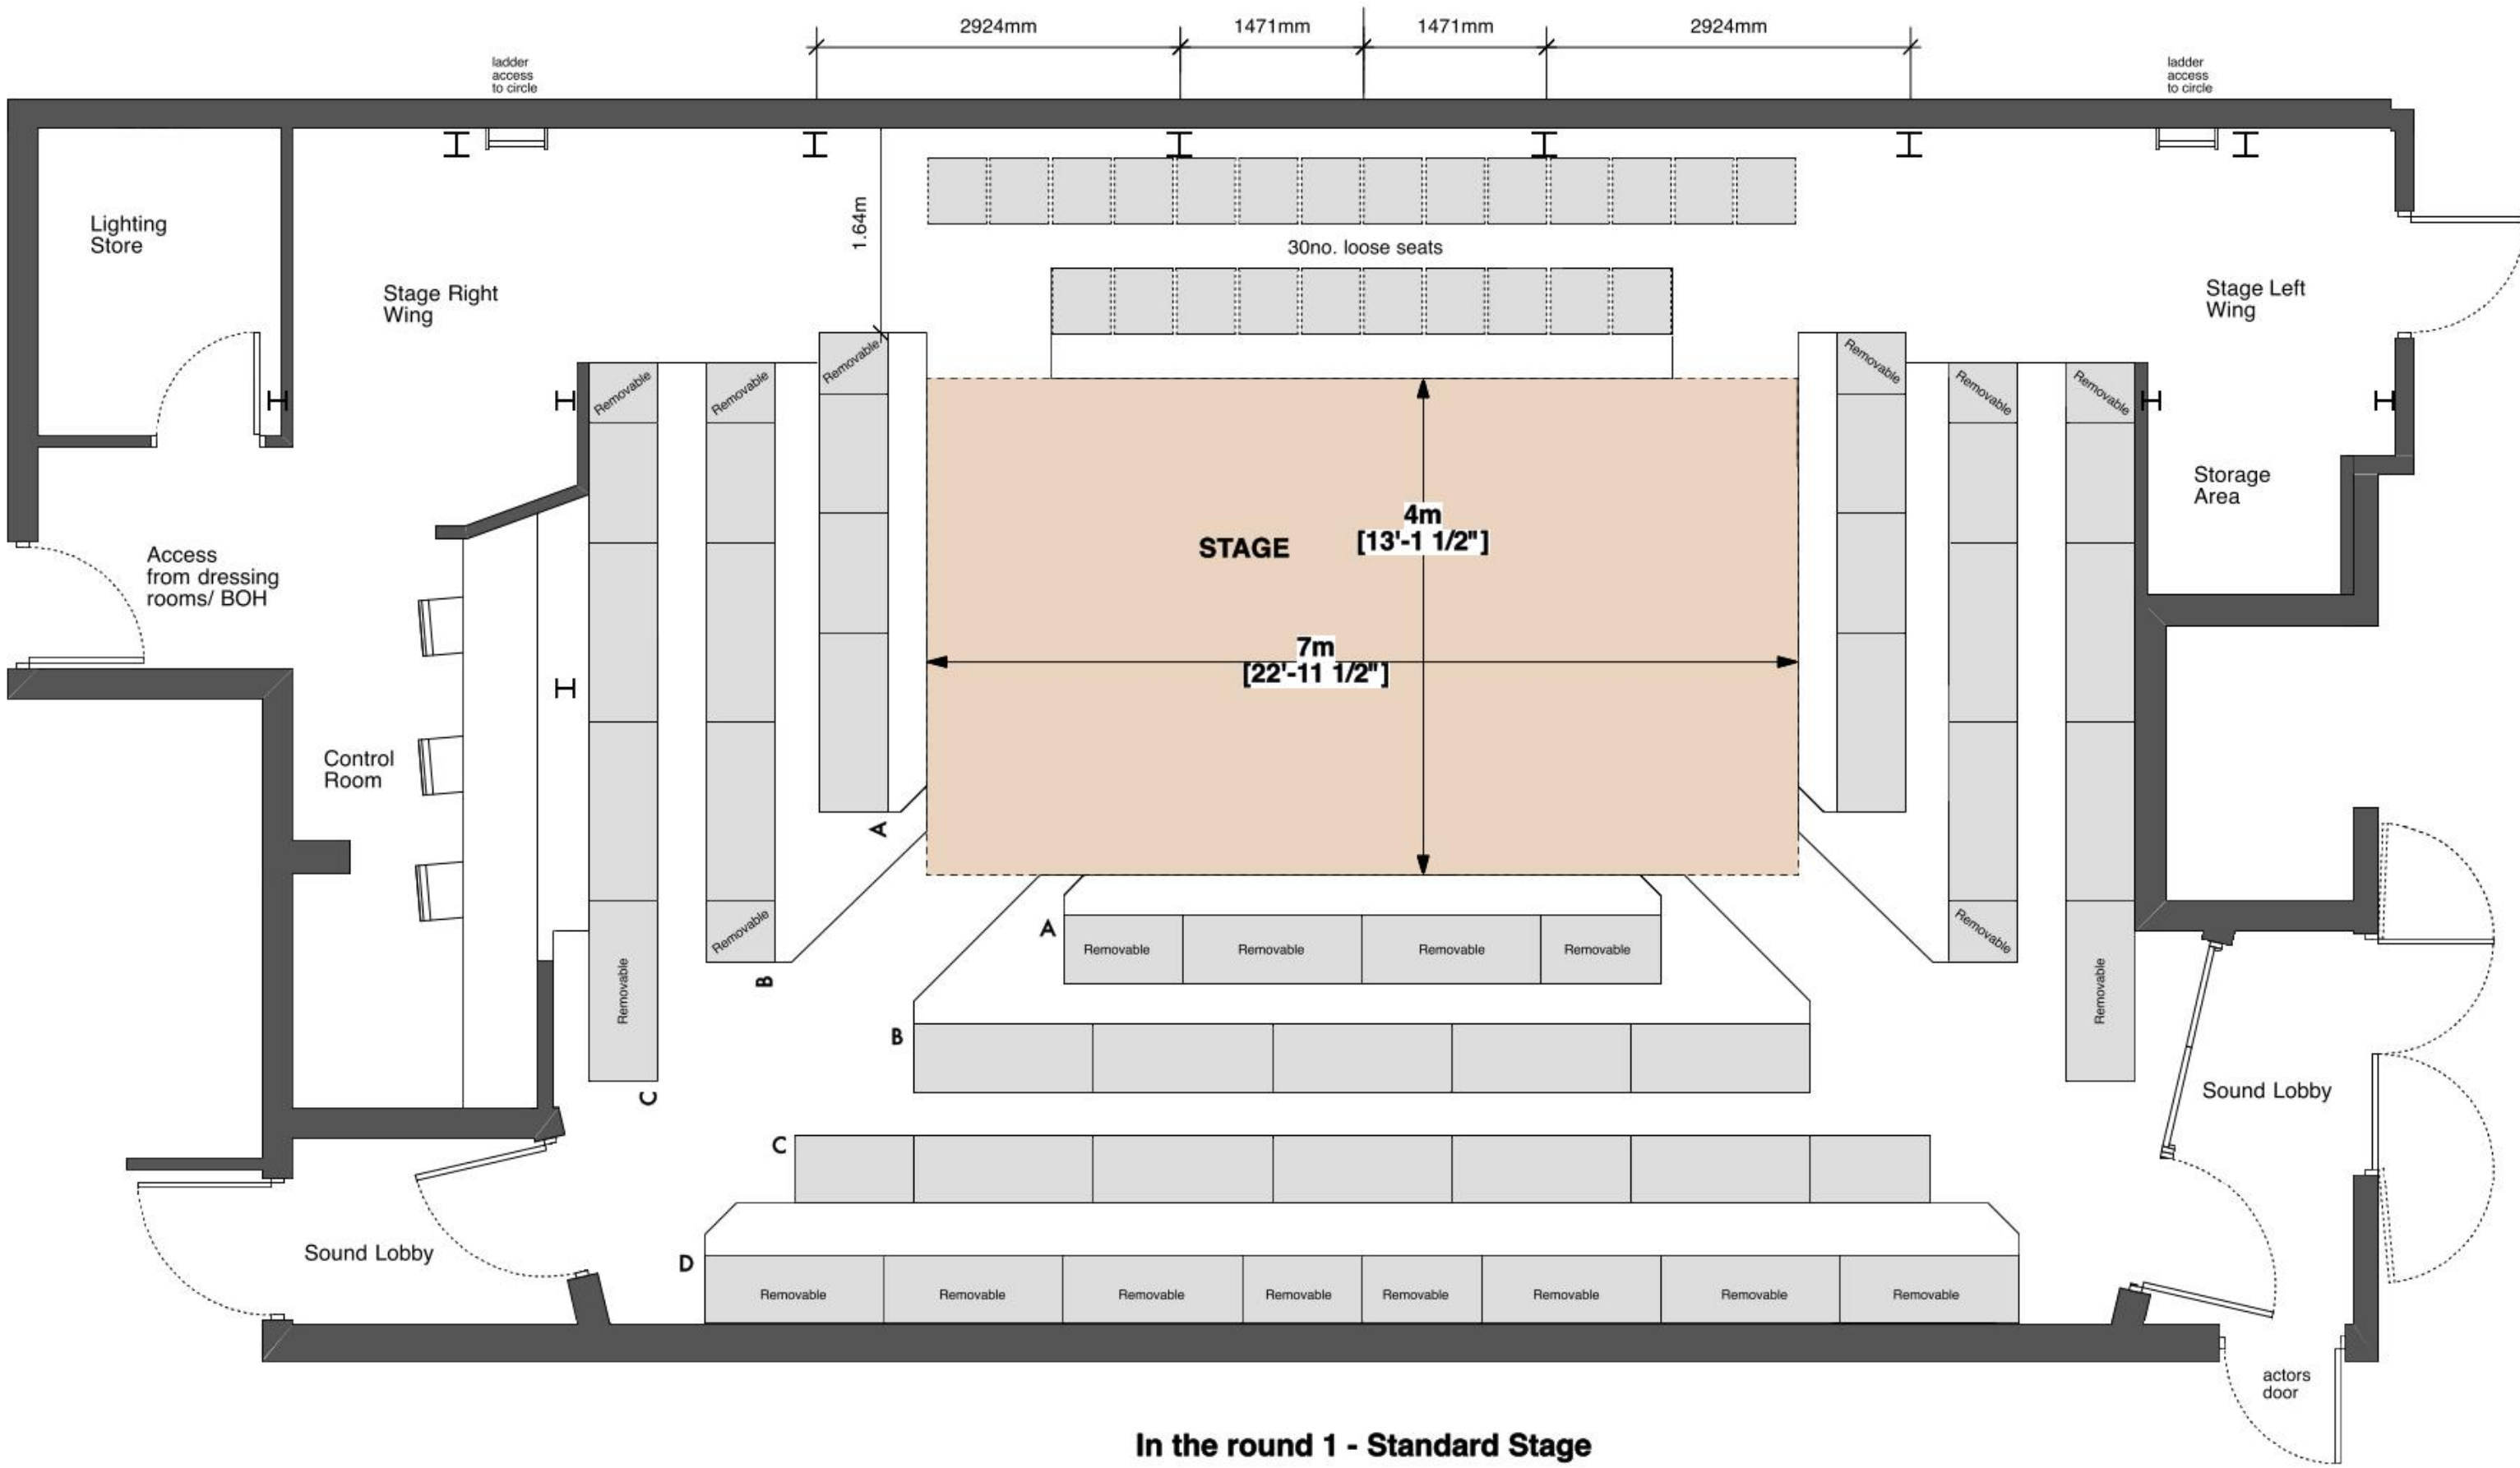 2924mm
1471mm
1471mm
2924mm
ladder
access
to circle
ladder
access
to circle
Lighting
Store
Stage Right
Wing
1.64m
30no. loose seats
Stage Left
Wing
Removable
Removable
Removable
Removable
Removable
Removable
Storage
Area
STAGE
4m
[13'-1 1/2"]
7m
[22'-11 1/2"]
Access
from dressing
rooms/ BOH
Control
Room
A
B
C
Removable
Removable
Removable
Removable
A
Removable
Removable
Removable
Removable
B
C
D
Removable
Removable
Removable
Removable
Removable
Removable
Removable
Removable
Sound Lobby
Sound Lobby
actors
door
In the round 1 - Standard Stage